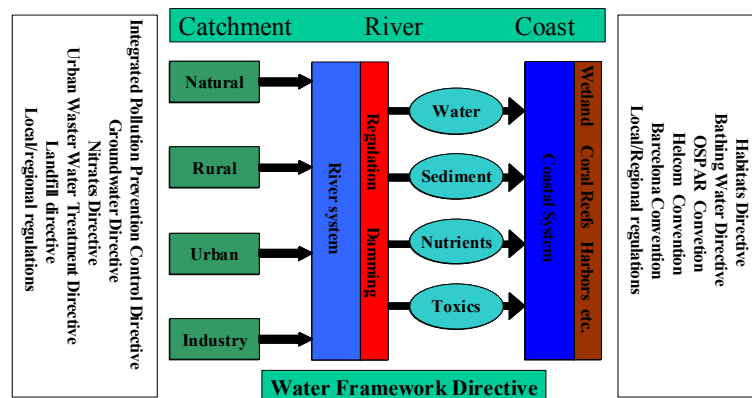 Catchment River Coast
Integrated Pollution Prevention Control Directive
Groundwater Directive
Nitrates Directive
Urban Waster Water Treatment Directive
Landfill directive
Local/regional regulations
Natural
Rural
Urban
Industry
River system
Regulation Damming
Water
Sediment
Nutrients
Toxics
Coastal System
Wetland Coral Reefs Harbors etc.
Habitats Directive
Bathing Water Directive
OSPAR Convetion
Helcom Convention
Barcelona Convention
Local/Regional regulations
Water Framework Directive